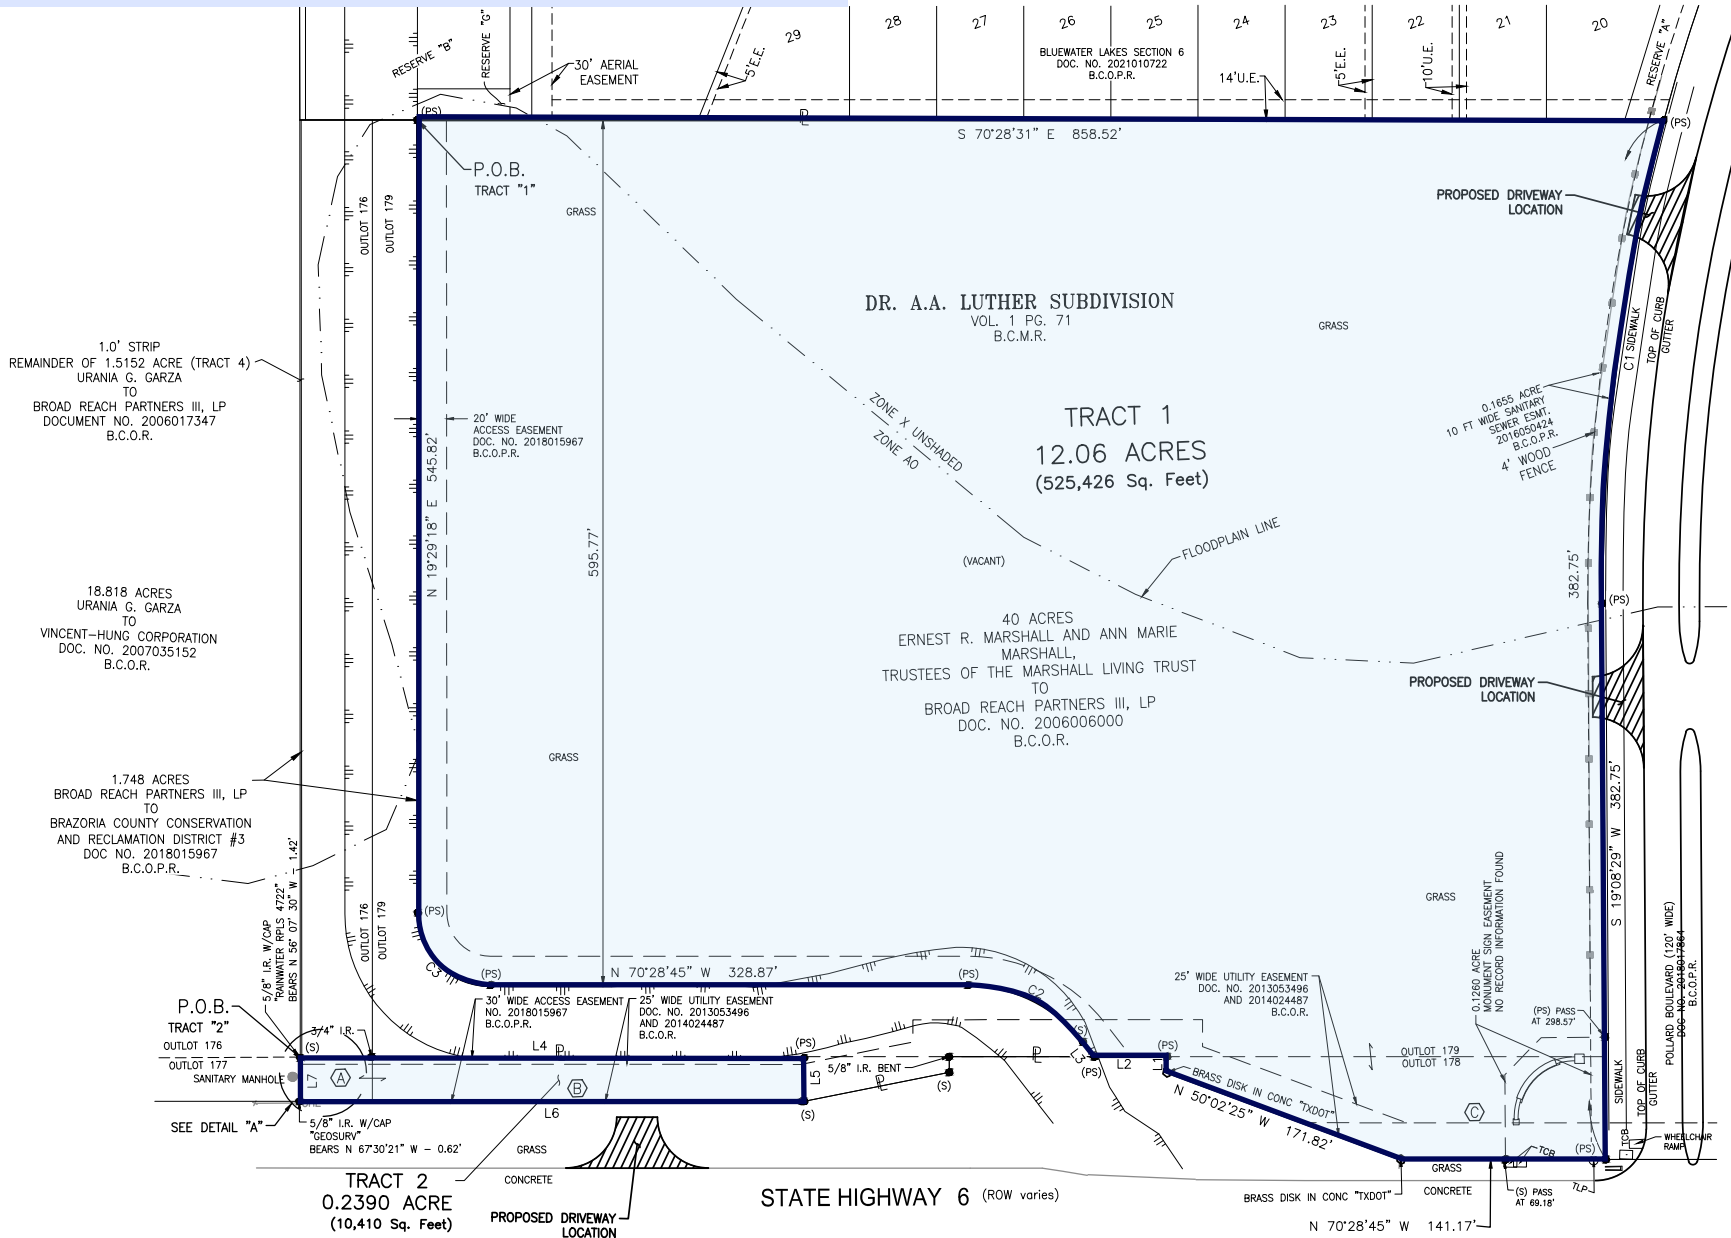 29
28
27
26
25
24
23
22
21
20
RESERVE "B"
RESERVE "G"
30' AERIAL
EASEMENT
5'E.E.
BLUEWATER LAKES SECTION 6
DOC. NO. 2021010722
B.C.O.P.R.
14'U.E.
5'E.E.
10'U.E.
RESERVE "A"
(PS)
S 70°28'31" E 858.52'
(PS)
P.O.B.
TRACT "1"
GRASS
OUTLOT 176
OUTLOT 179
PROPOSED DRIVEWAY
LOCATION
DR. A.A. LUTHER SUBDIVISION
VOL. 1 PG. 71
B.C.M.R.
GRASS
C1 SIDEWALK
TOP OF CURB
GUTTER
1.0' STRIP
REMAINDER OF 1.5152 ACRE (TRACT 4)
URANIA G. GARZA
TO
BROAD REACH PARTNERS III, LP
DOCUMENT NO. 2006017347
B.C.O.R.
20' WIDE
ACCESS EASEMENT
DOC. NO. 2018015967
B.C.O.P.R.
N 19°29'18" E 545.82'
595.77'
ZONE X UNSHADED
ZONE AO
TRACT 1
12.06 ACRES
(525,426 Sq. Feet)
0.1655 ACRE
10 FT WIDE SANITARY
SEWER ESMT.
2016050424
B.C.O.P.R.
4' WOOD
FENCE
FLOODPLAIN LINE
(VACANT)
382.75'
(PS)
18.818 ACRES
URANIA G. GARZA
TO
VINCENT-HUNG CORPORATION
DOC. NO. 2007035152
B.C.O.R.
40 ACRES
ERNEST R. MARSHALL AND ANN MARIE
MARSHALL,
TRUSTEES OF THE MARSHALL LIVING TRUST
TO
BROAD REACH PARTNERS III, LP
DOC. NO. 2006006000
B.C.O.R.
PROPOSED DRIVEWAY
LOCATION
GRASS
1.748 ACRES
BROAD REACH PARTNERS III, LP
TO
BRAZORIA COUNTY CONSERVATION
AND RECLAMATION DISTRICT #3
DOC NO. 2018015967
B.C.O.P.R.
S 19°08'29" W 382.75'
5/8" I.R. W/CAP
"RAINWATER RPLS 4722"
BEARS N 56° 07' 30" W - 1.42'
OUTLOT 176
OUTLOT 179
(PS)
GRASS
0.1260 ACRE
MONUMENT SIGN EASEMENT
NO RECORD INFORMATION FOUND
POLLARD BOULEVARD (120' WIDE)
DOC. NO. 2018017864
B.C.O.P.R.
C3
(PS)
N 70°28'45" W 328.87'
(PS)
C2
25' WIDE UTILITY EASEMENT
DOC. NO. 2013053496
AND 2014024487
B.C.O.R.
P.O.B.
TRACT "2"
30' WIDE ACCESS EASEMENT
NO. 2018015967
B.C.O.P.R.
25' WIDE UTILITY EASEMENT
DOC. NO. 2013053496
AND 2014024487
B.C.O.R.
(PS) PASS
AT 298.57'
3/4" I.R.
(S)
OUTLOT 176
OUTLOT 177
L4
(PS)
(S)
L3
(PS)
L2
(PS)
L1
OUTLOT 179
OUTLOT 178
SANITARY MANHOLE
L7
A
B
L5
5/8" I.R. BENT
(S)
BRASS DISK IN CONC "TXDOT"
N 50°02'25" W 171.82'
C
SIDEWALK
TOP OF CURB
GUTTER
L6
(S)
SEE DETAIL "A"
5/8" I.R. W/CAP
"GEOSURV"
BEARS N 67°30'21" W - 0.62'
GRASS
CONCRETE
TCB
(PS)
TCB
WHEELCHAIR
RAMP
TRACT 2
0.2390 ACRE
(10,410 Sq. Feet)
PROPOSED DRIVEWAY
LOCATION
STATE HIGHWAY 6 (ROW varies)
GRASS
CONCRETE
BRASS DISK IN CONC "TXDOT"
(S) PASS
AT 69.18'
TLP
N 70°28'45" W 141.17'